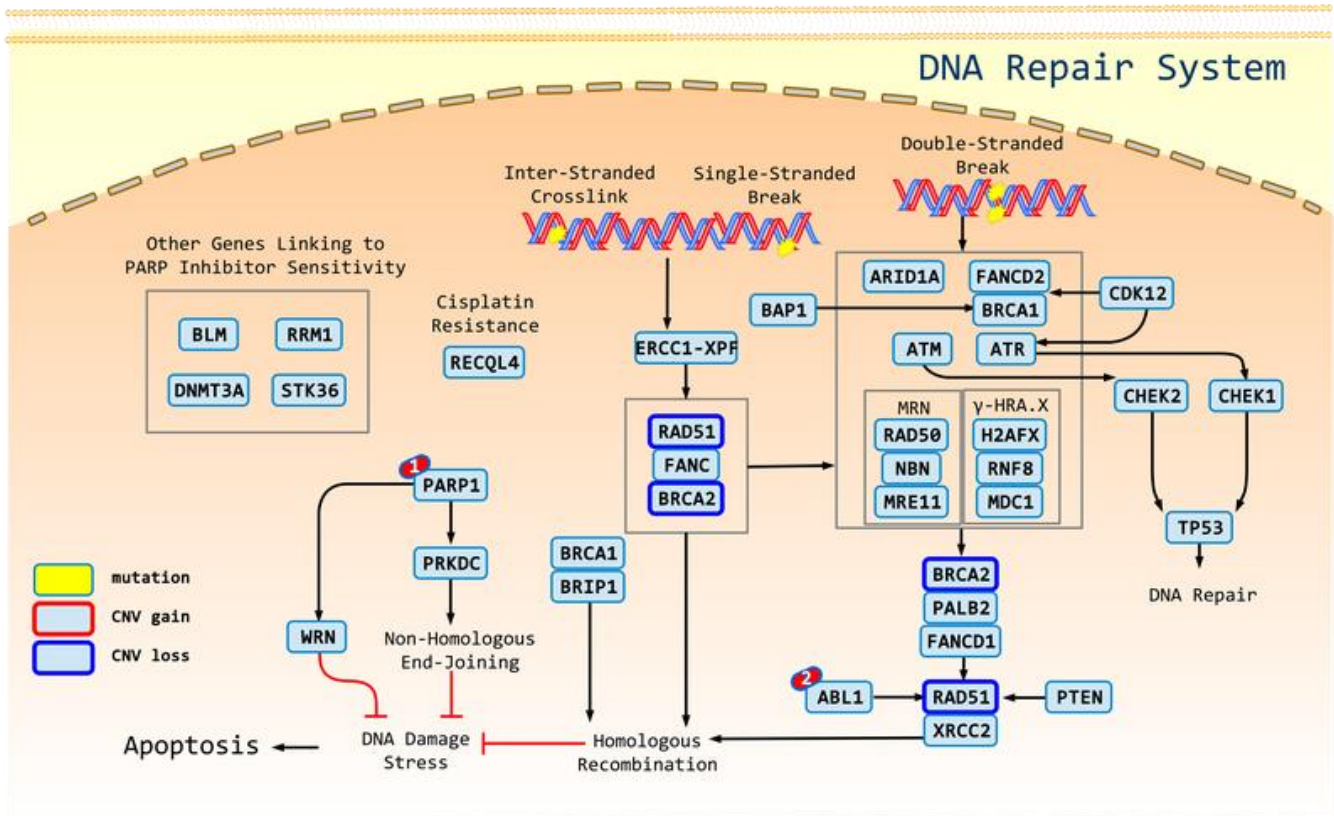 DNA Repair System
Double-Stranded
Break
Inter-Stranded
Crosslink
Single-Stranded
Break
Other Genes Linking to
PARP Inhibitor Sensitivity
BLM
RRM1
DNMT3A
STK36
Cisplatin
Resistance
RECQL4
ERCC1-XPF
BAP1
ARID1A
FANCD2
BRCA1
CDK12
ATM
ATR
CHEK2
CHEK1
MRN
RAD50
NBN
MRE11
γ-HRA.X
H2AFX
RNF8
MDC1
RAD51
FANC
BRCA2
1
PARP1
PRKDC
WRN
Non-Homologous
End-Joining
BRCA1
BRIP1
TP53
DNA Repair
BRCA2
PALB2
FANCD1
2
ABL1
RAD51
PTEN
XRCC2
mutation
CNV gain
CNV loss
Apoptosis
DNA Damage
Stress
Homologous
Recombination